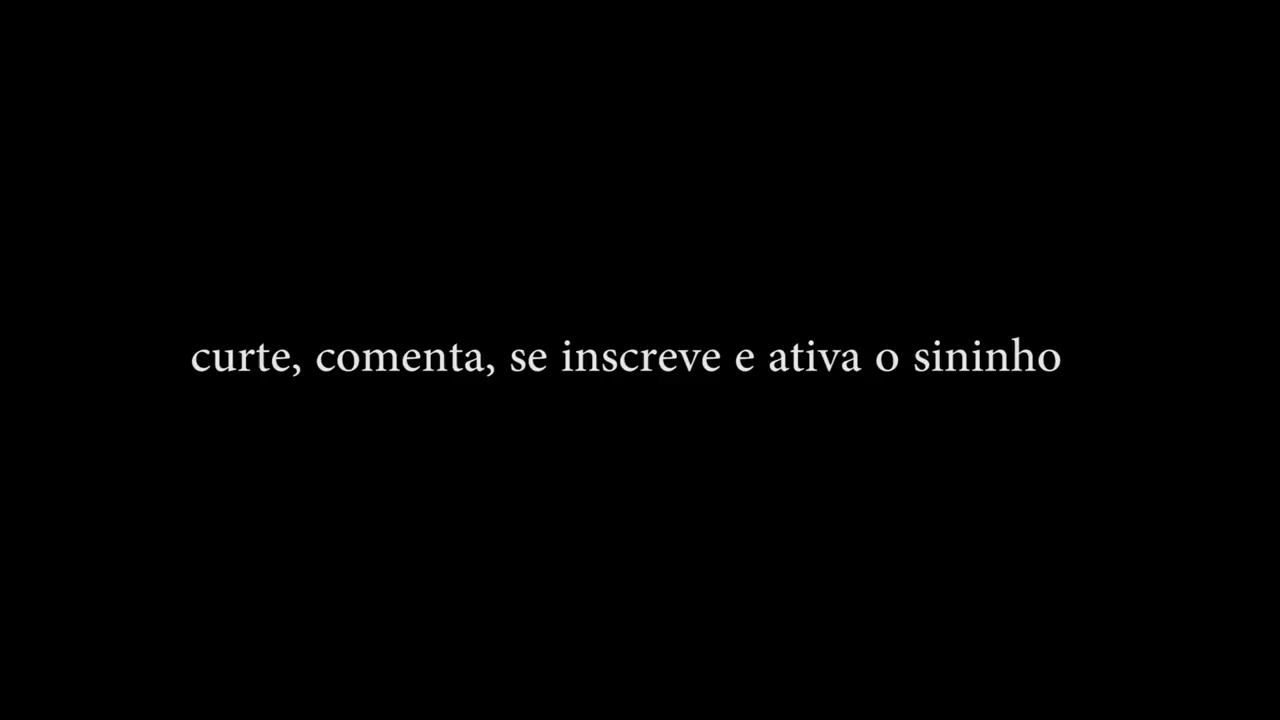 curte, comenta, se inscreve e ativa o sininho